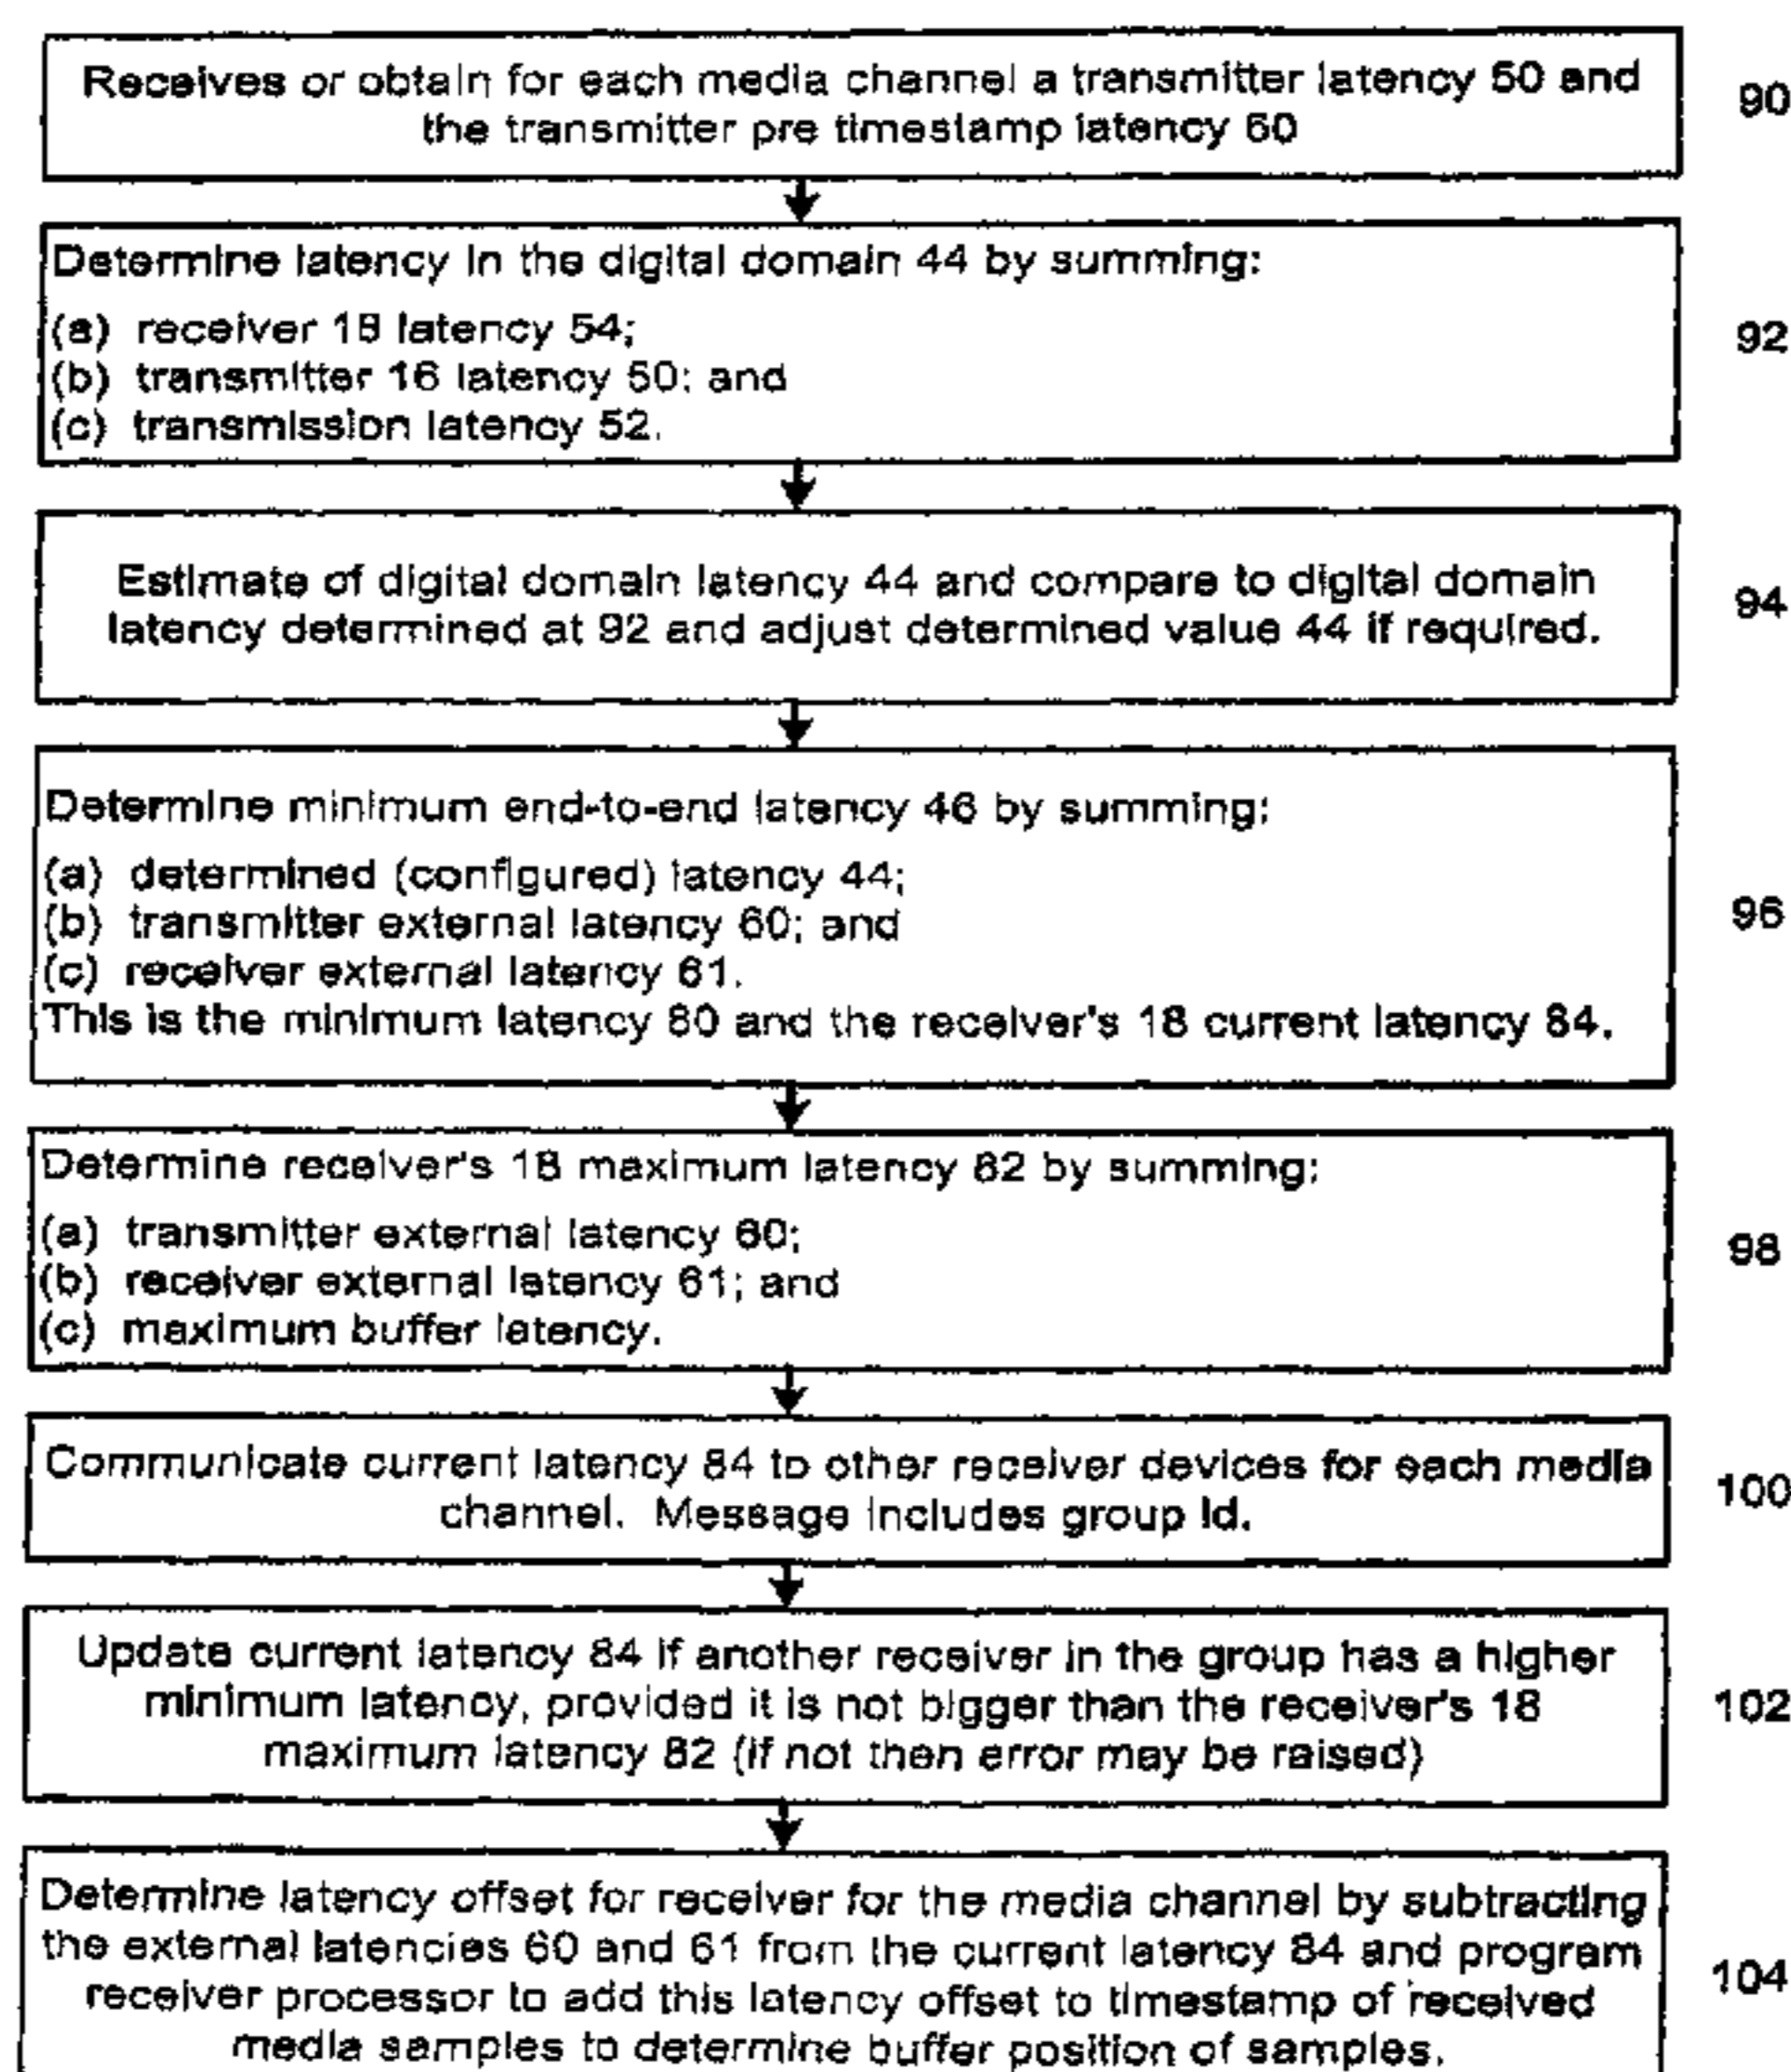 Receives or obtain for each media channel a transmitter latency 50 and
the transmitter pre timestamp latency 60
90
Determine latency in the digital domain 44 by summing:
(a) receiver 18 latency 54;
(b) transmitter 16 latency 50; and
(c) transmission latency 52.
92
Estimate of digital domain latency 44 and compare to digital domain
latency determined at 92 and adjust determined value 44 if required.
94
Determine minimum end-to-end latency 46 by summing:
(a) determined (configured) latency 44;
(b) transmitter external latency 60; and
(c) receiver external latency 61.
This is the minimum latency 80 and the receiver's 18 current latency 84.
96
Determine receiver's 18 maximum latency 82 by summing:
(a) transmitter external latency 60;
(b) receiver external latency 61; and
(c) maximum buffer latency.
98
Communicate current latency 84 to other receiver devices for each media
channel. Message includes group id.
100
Update current latency 84 if another receiver in the group has a higher
minimum latency, provided it is not bigger than the receiver's 18
maximum latency 82 (if not then error may be raised)
102
Determine latency offset for receiver for the media channel by subtracting
the external latencies 60 and 61 from the current latency 84 and program
receiver processor to add this latency offset to timestamp of received
media samples to determine buffer position of samples.
104